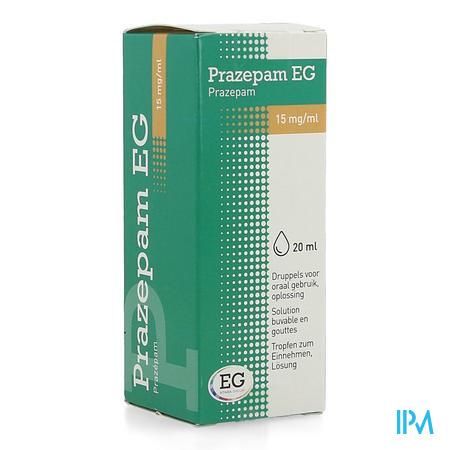 Prazepam EG
Prazepam
15 mg/ml
20 ml
Druppels voor
oraal gebruik,
oplossing
Solution
buvable en
gouttes
Tropfen zum
Einnehmen,
Losung
EG
Prazepam EG
Prazepam
15 mg/ml
IPM